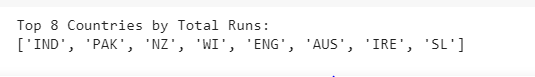 Top 8 Countries by Total Runs:
['IND', 'PAK', 'NZ', 'WI', 'ENG', 'AUS', 'IRE', 'SL']